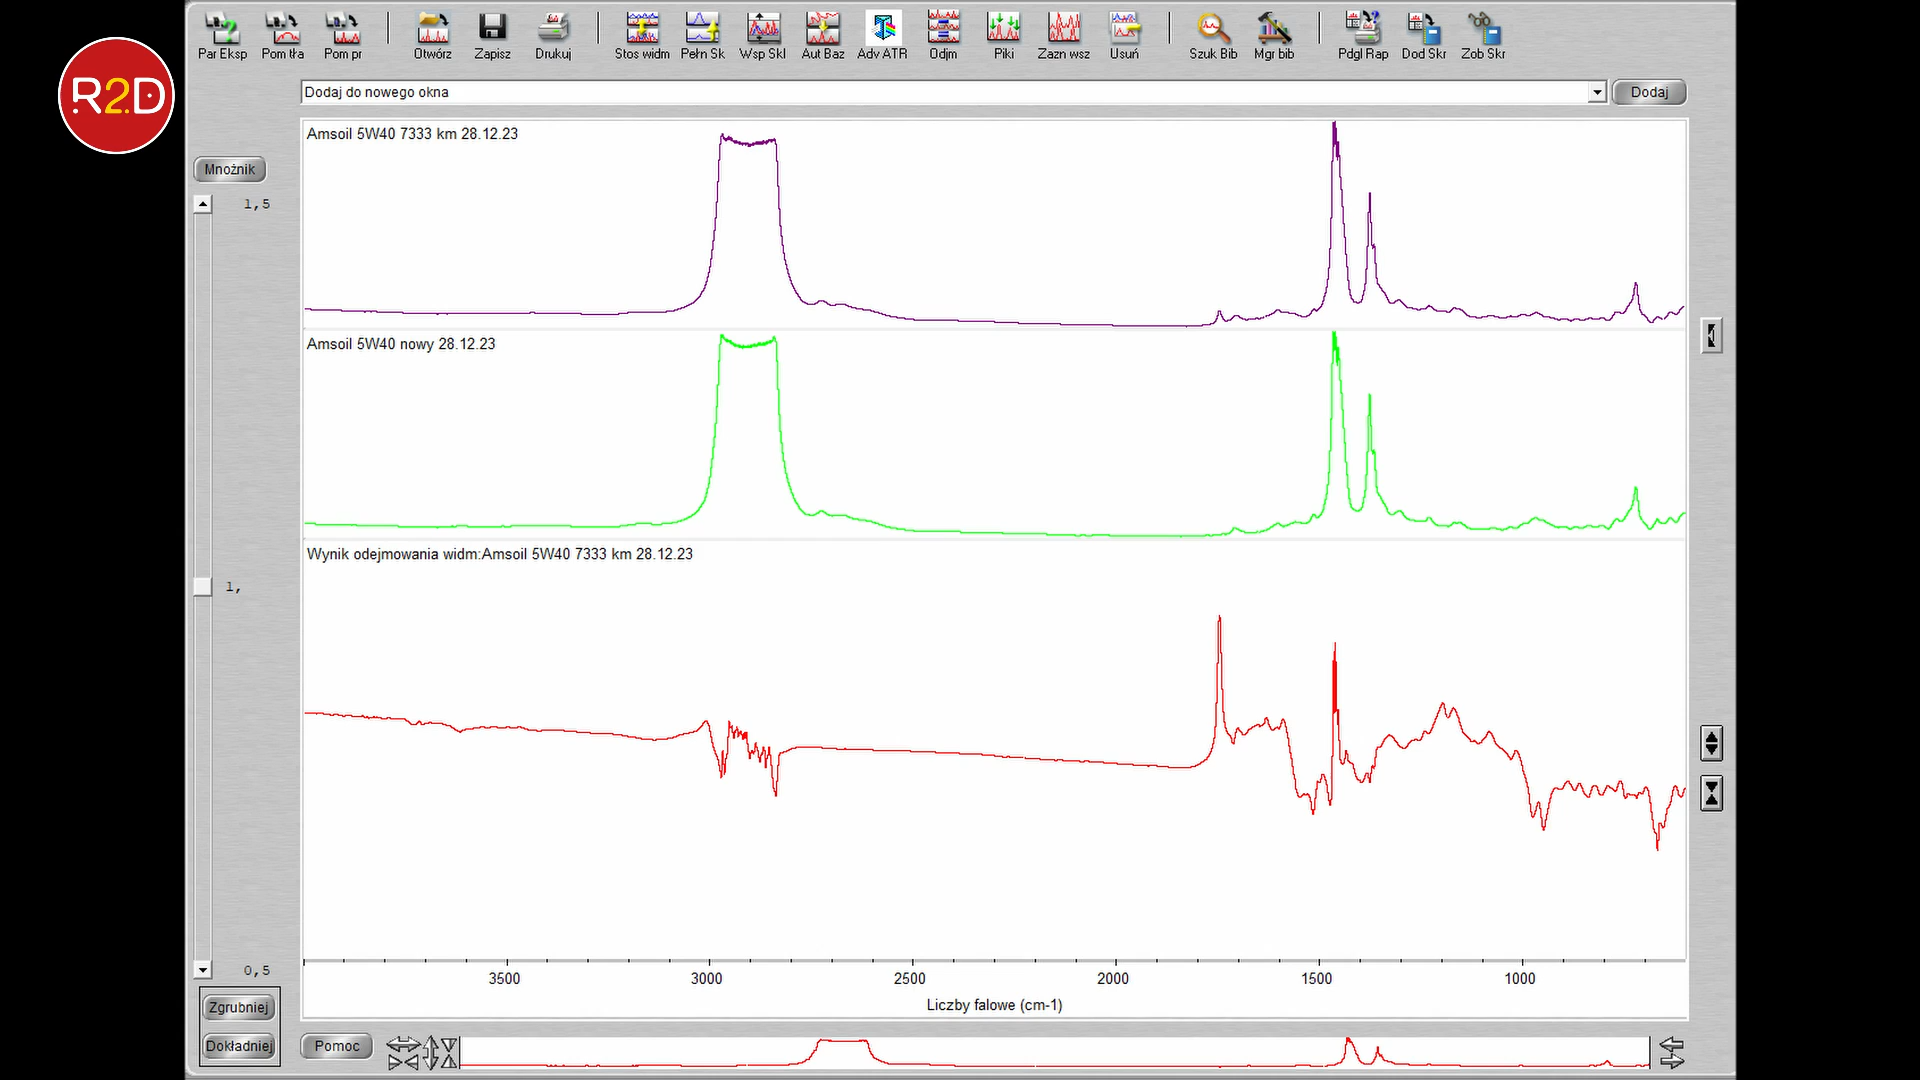 Par Eksp Pom tła Pom pr Otwórz Zapisz Drukuj Stos widm Pełn Sk Wsp Skl Aut Baz Adv ATR Odjm Piki Zazn wsz Usuń Szuk Bib Mgr bib Pdgl Rap Dod Skr Zob Skr
R2D
Dodaj do nowego okna Dodaj
Amsoil 5W40 7333 km 28.12.23
Mnożnik
1,5
Amsoil 5W40 nowy 28.12.23
Wynik odejmowania widm:Amsoil 5W40 7333 km 28.12.23
1,
0,5
3500 3000 2500 2000 1500 1000
Liczby falowe (cm-1)
Zgrubniej
Dokładniej
Pomoc